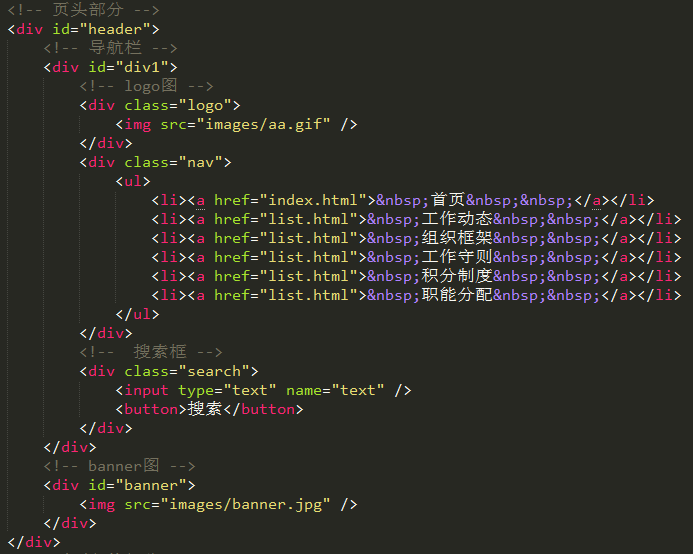 <!-- 页头部分 -->
<div id="header">
    <!-- 导航栏 -->
    <div id="div1">
        <!-- logo图 -->
        <div class="logo">
            <img src="images/aa.gif" />
        </div>
        <div class="nav">
            <ul>
                <li><a href="index.html">&nbsp;首页&nbsp;&nbsp;</a></li>
                <li><a href="list.html">&nbsp;工作动态&nbsp;&nbsp;</a></li>
                <li><a href="list.html">&nbsp;组织框架&nbsp;&nbsp;</a></li>
                <li><a href="list.html">&nbsp;工作守则&nbsp;&nbsp;</a></li>
                <li><a href="list.html">&nbsp;积分制度&nbsp;&nbsp;</a></li>
                <li><a href="list.html">&nbsp;职能分配&nbsp;&nbsp;</a></li>
            </ul>
        </div>
        <!--  搜索框 -->
        <div class="search">
            <input type="text" name="text" />
            <button>搜索</button>
        </div>
    </div>
    <!-- banner图 -->
    <div id="banner">
        <img src="images/banner.jpg" />
    </div>
</div>